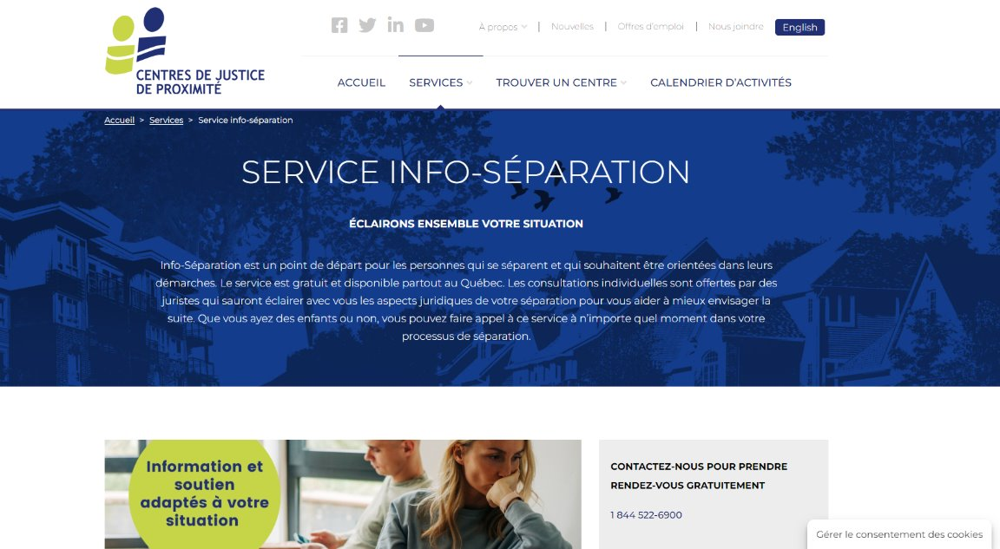 À propos
Nouvelles
Offres d'emploi
Nous joindre
English
CENTRES DE JUSTICE
DE PROXIMITÉ
ACCUEIL
SERVICES
TROUVER UN CENTRE
CALENDRIER D'ACTIVITÉS
Accueil > Services > Service info-séparation
SERVICE INFO-SÉPARATION
ÉCLAIRONS ENSEMBLE VOTRE SITUATION
Info-Séparation est un point de départ pour les personnes qui se séparent et qui souhaitent être orientées dans leurs
démarches. Le service est gratuit et disponible partout au Québec. Les consultations individuelles sont offertes par des
juristes qui sauront éclairer avec vous les aspects juridiques de votre séparation pour vous aider à mieux envisager la
suite. Que vous ayez des enfants ou non, vous pouvez faire appel à ce service à n'importe quel moment dans votre
processus de séparation.
Information et
soutien
adaptés à votre
situation
CONTACTEZ-NOUS POUR PRENDRE
RENDEZ-VOUS GRATUITEMENT
1 844 522-6900
Gérer le consentement des cookies